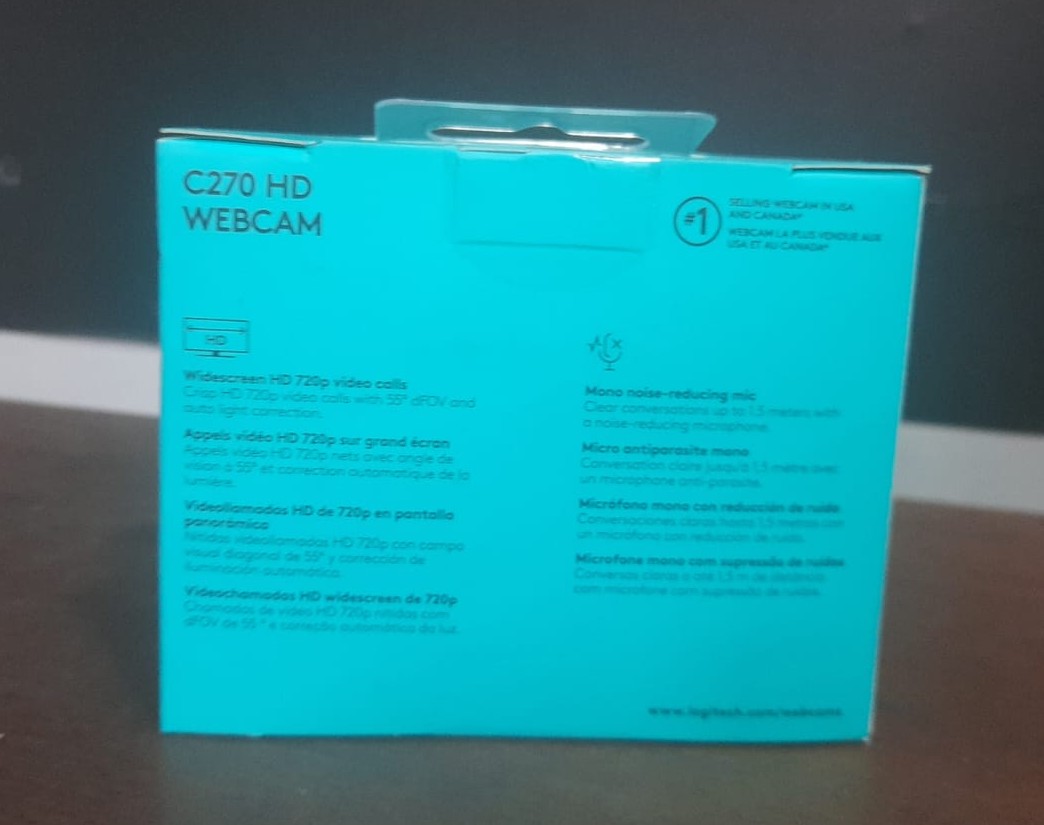 C270 HD
WEBCAM
#1
SELLING WEBCAM IN USA
AND CANADA*
WEBCAM LA PLUS VENDUE AUX
USA ET AU CANADA*
HD
Widescreen HD 720p video calls
Crisp HD 720p video calls with 55° dFOV and
auto light correction.
Appels vidéo HD 720p sur grand écran
Appels vidéo HD 720p nets avec angle de
vision à 55° et correction automatique de la
lumière.
Videollamadas HD de 720p en pantalla
panorámica
Nítidas videollamadas HD 720p con campo
visual diagonal de 55° y corrección de
iluminación automática.
Videochamadas HD widescreen de 720p
Chamadas de vídeo HD 720p nítidas com
dFOV de 55° e correção automática da luz.
Mono noise-reducing mic
Clear conversations up to 1,5 meters with
a noise-reducing microphone.
Micro antiparasite mono
Conversation claire jusqu'à 1,5 mètre avec
un microphone anti-parasite.
Micrófono mono con reducción de ruido
Conversaciones claras hasta 1,5 metros con
un micrófono con reducción de ruido.
Microfone mono com supressão de ruídos
Conversas claras a até 1,5 m de distância
com microfone com supressão de ruídos.
www.logitech.com/webcams